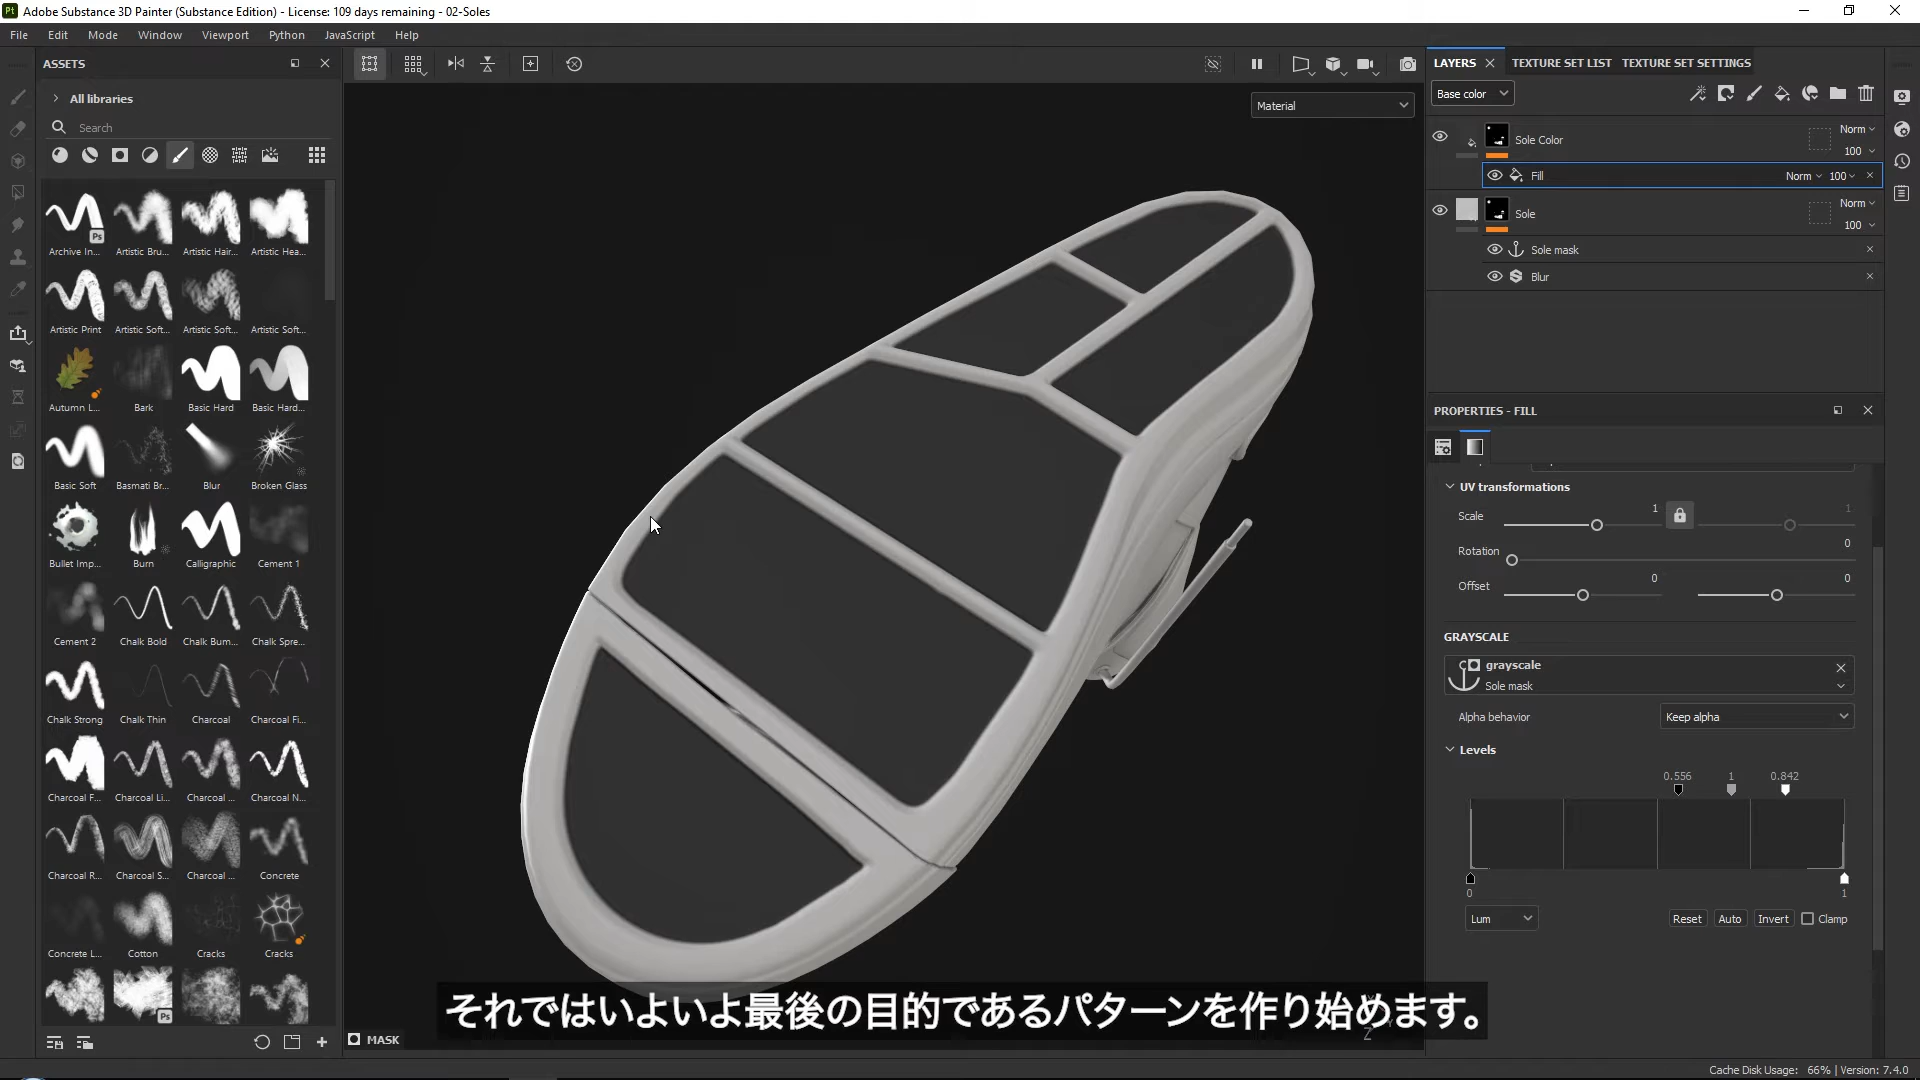 Adobe Substance 3D Painter (Substance Edition) - License: 109 days remaining - 02-Soles
File Edit Mode Window Viewport Python JavaScript Help
ASSETS
All libraries
Search
Archive In... Artistic Bru... Artistic Hair... Artistic Hea...
Artistic Print Artistic Soft... Artistic Soft... Artistic Soft...
Autumn L... Bark Basic Hard Basic Hard...
Basic Soft Basmati Br... Blur Broken Glass
Bullet Imp... Burn Calligraphic Cement 1
Cement 2 Chalk Bold Chalk Bum... Chalk Spre...
Chalk Strong Chalk Thin Charcoal Charcoal Fi...
Charcoal F... Charcoal Li... Charcoal ... Charcoal N...
Charcoal R... Charcoal S... Charcoal ... Concrete
Concrete L... Cotton Cracks Cracks
Material
MASK
LAYERS TEXTURE SET LIST TEXTURE SET SETTINGS
Base color
Sole Color Norm 100
Fill Norm 100
Sole Norm 100
Sole mask
Blur
PROPERTIES - FILL
UV transformations
Scale 1 1
Rotation 0
Offset 0 0
GRAYSCALE
grayscale
Sole mask
Alpha behavior Keep alpha
Levels
0.556 1 0.842
0 1
Lum Reset Auto Invert Clamp
それではいよいよ最後の目的であるパターンを作り始めます。
Cache Disk Usage: 66% | Version: 7.4.0